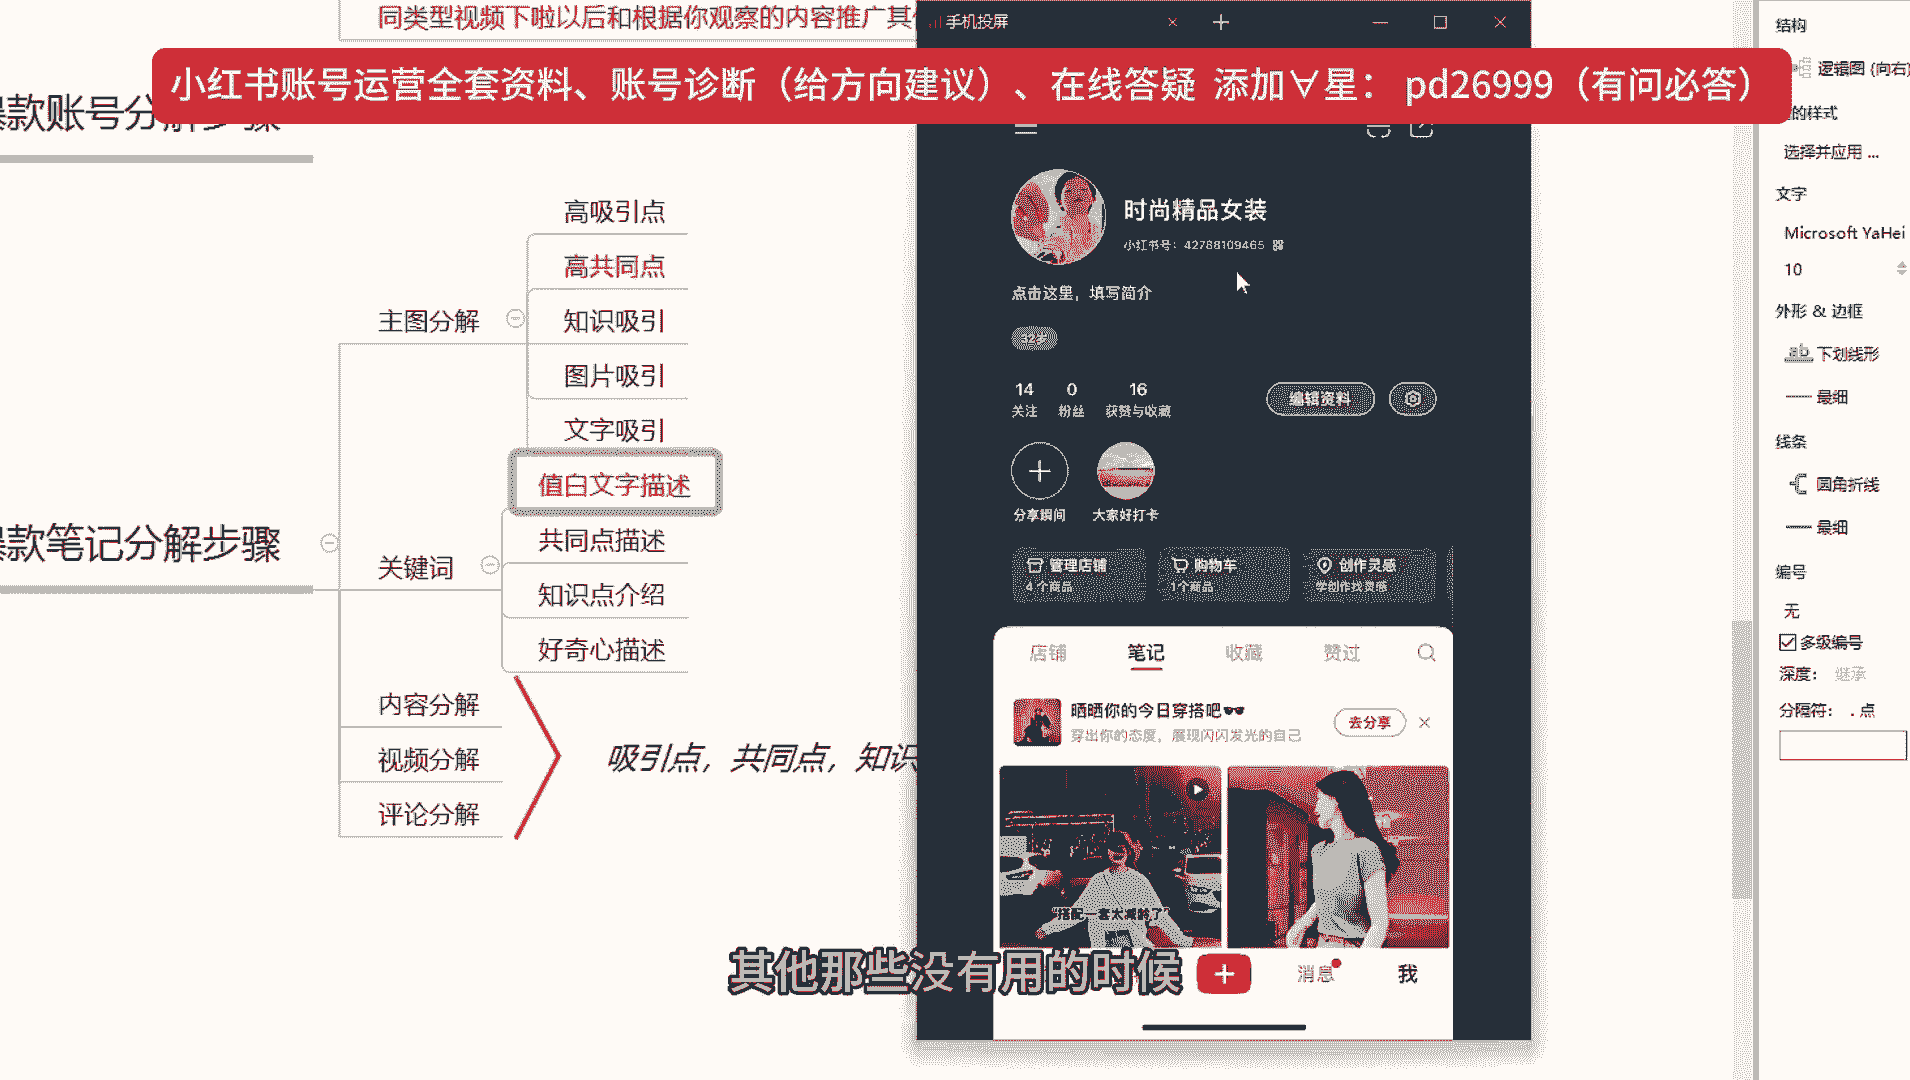 同类型视频下啦以后和根据你观察的内容推广其
手机投屏
结构
小红书账号运营全套资料、账号诊断（给方向建议）、在线答疑 添加∀星： pd26999（有问必答）
逻辑图 (向右)
款账号分解步骤
的样式
选择并应用 ...
文字
Microsoft YaHei
10
外形 & 边框
下划线形
最细
线条
圆角折线
最细
编号
无
多级编号
深度： 继承
分隔符： . 点
高吸引点
高共同点
主图分解
知识吸引
图片吸引
文字吸引
值白文字描述
款笔记分解步骤
共同点描述
关键词
知识点介绍
好奇心描述
内容分解
视频分解
评论分解
吸引点，共同点，知识
时尚精品女装
小红书号：42788109465
点击这里，填写简介
32岁
14 0 16
关注 粉丝 获赞与收藏
编辑资料
分享瞬间 大家好打卡
管理店铺 购物车 创作灵感
4 个商品 1个商品 学创作找灵感
店铺 笔记 收藏 赞过
晒晒你的今日穿搭吧🕶️
穿出你的态度，展现闪闪发光的自己
去分享
“搭配一套太减龄了”
其他那些没有用的时候
消息 我